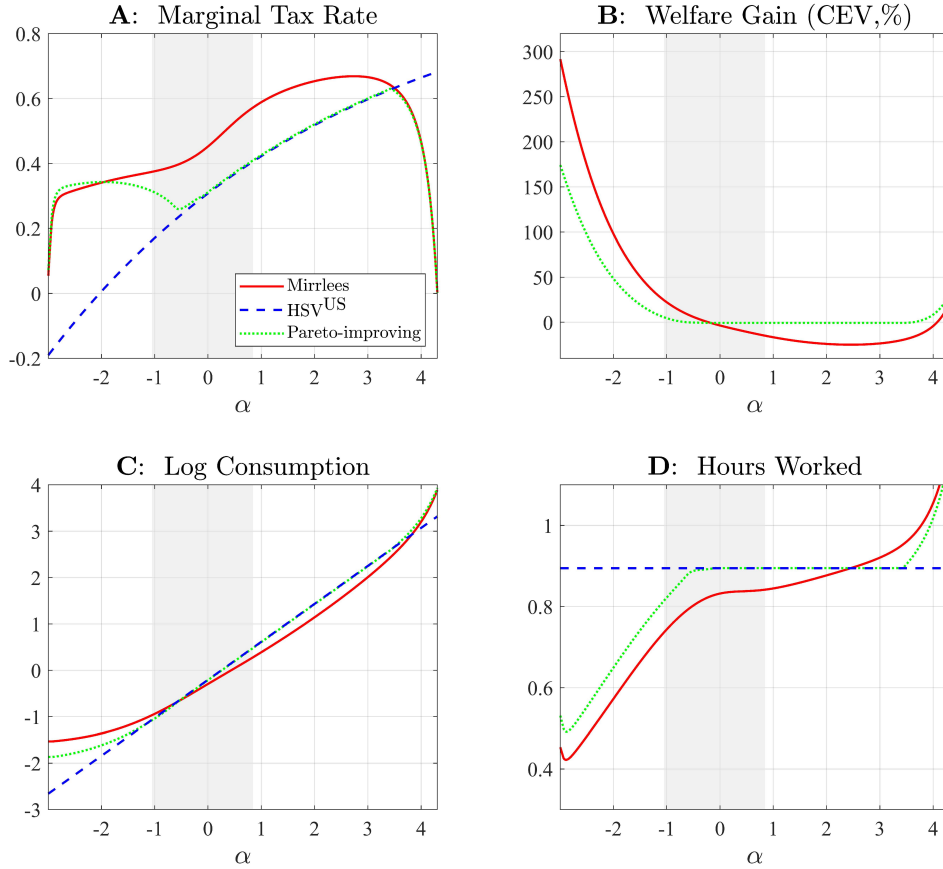 A: Marginal Tax Rate
0.8
0.6
0.4
0.2
0
-0.2
-2 -1 0 1 2 3 4
α
Mirrlees
HSV^US
Pareto-improving
B: Welfare Gain (CEV,%)
300
250
200
150
100
50
0
-2 -1 0 1 2 3 4
α
C: Log Consumption
4
3
2
1
0
-1
-2
-3
-2 -1 0 1 2 3 4
α
D: Hours Worked
1
0.8
0.6
0.4
-2 -1 0 1 2 3 4
α